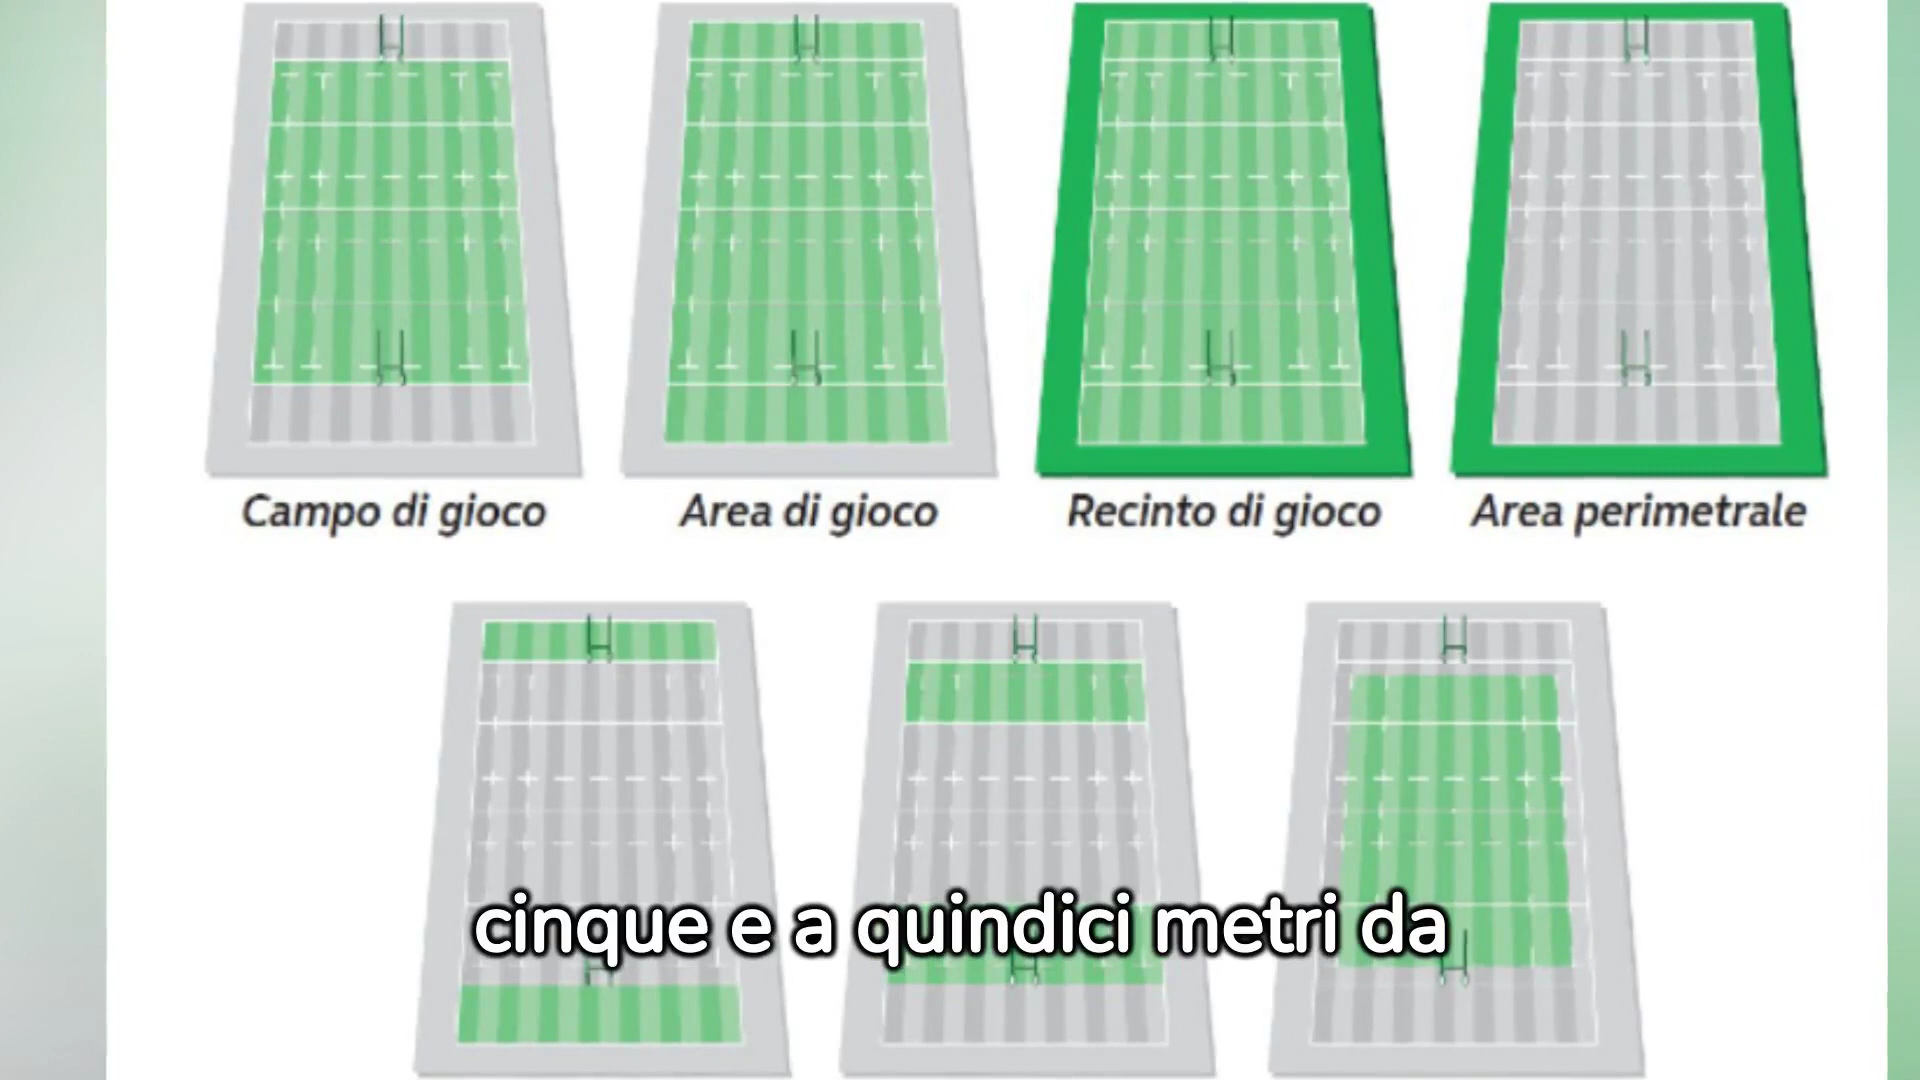 Campo di gioco
Area di gioco
Recinto di gioco
Area perimetrale
cinque e a quindici metri da